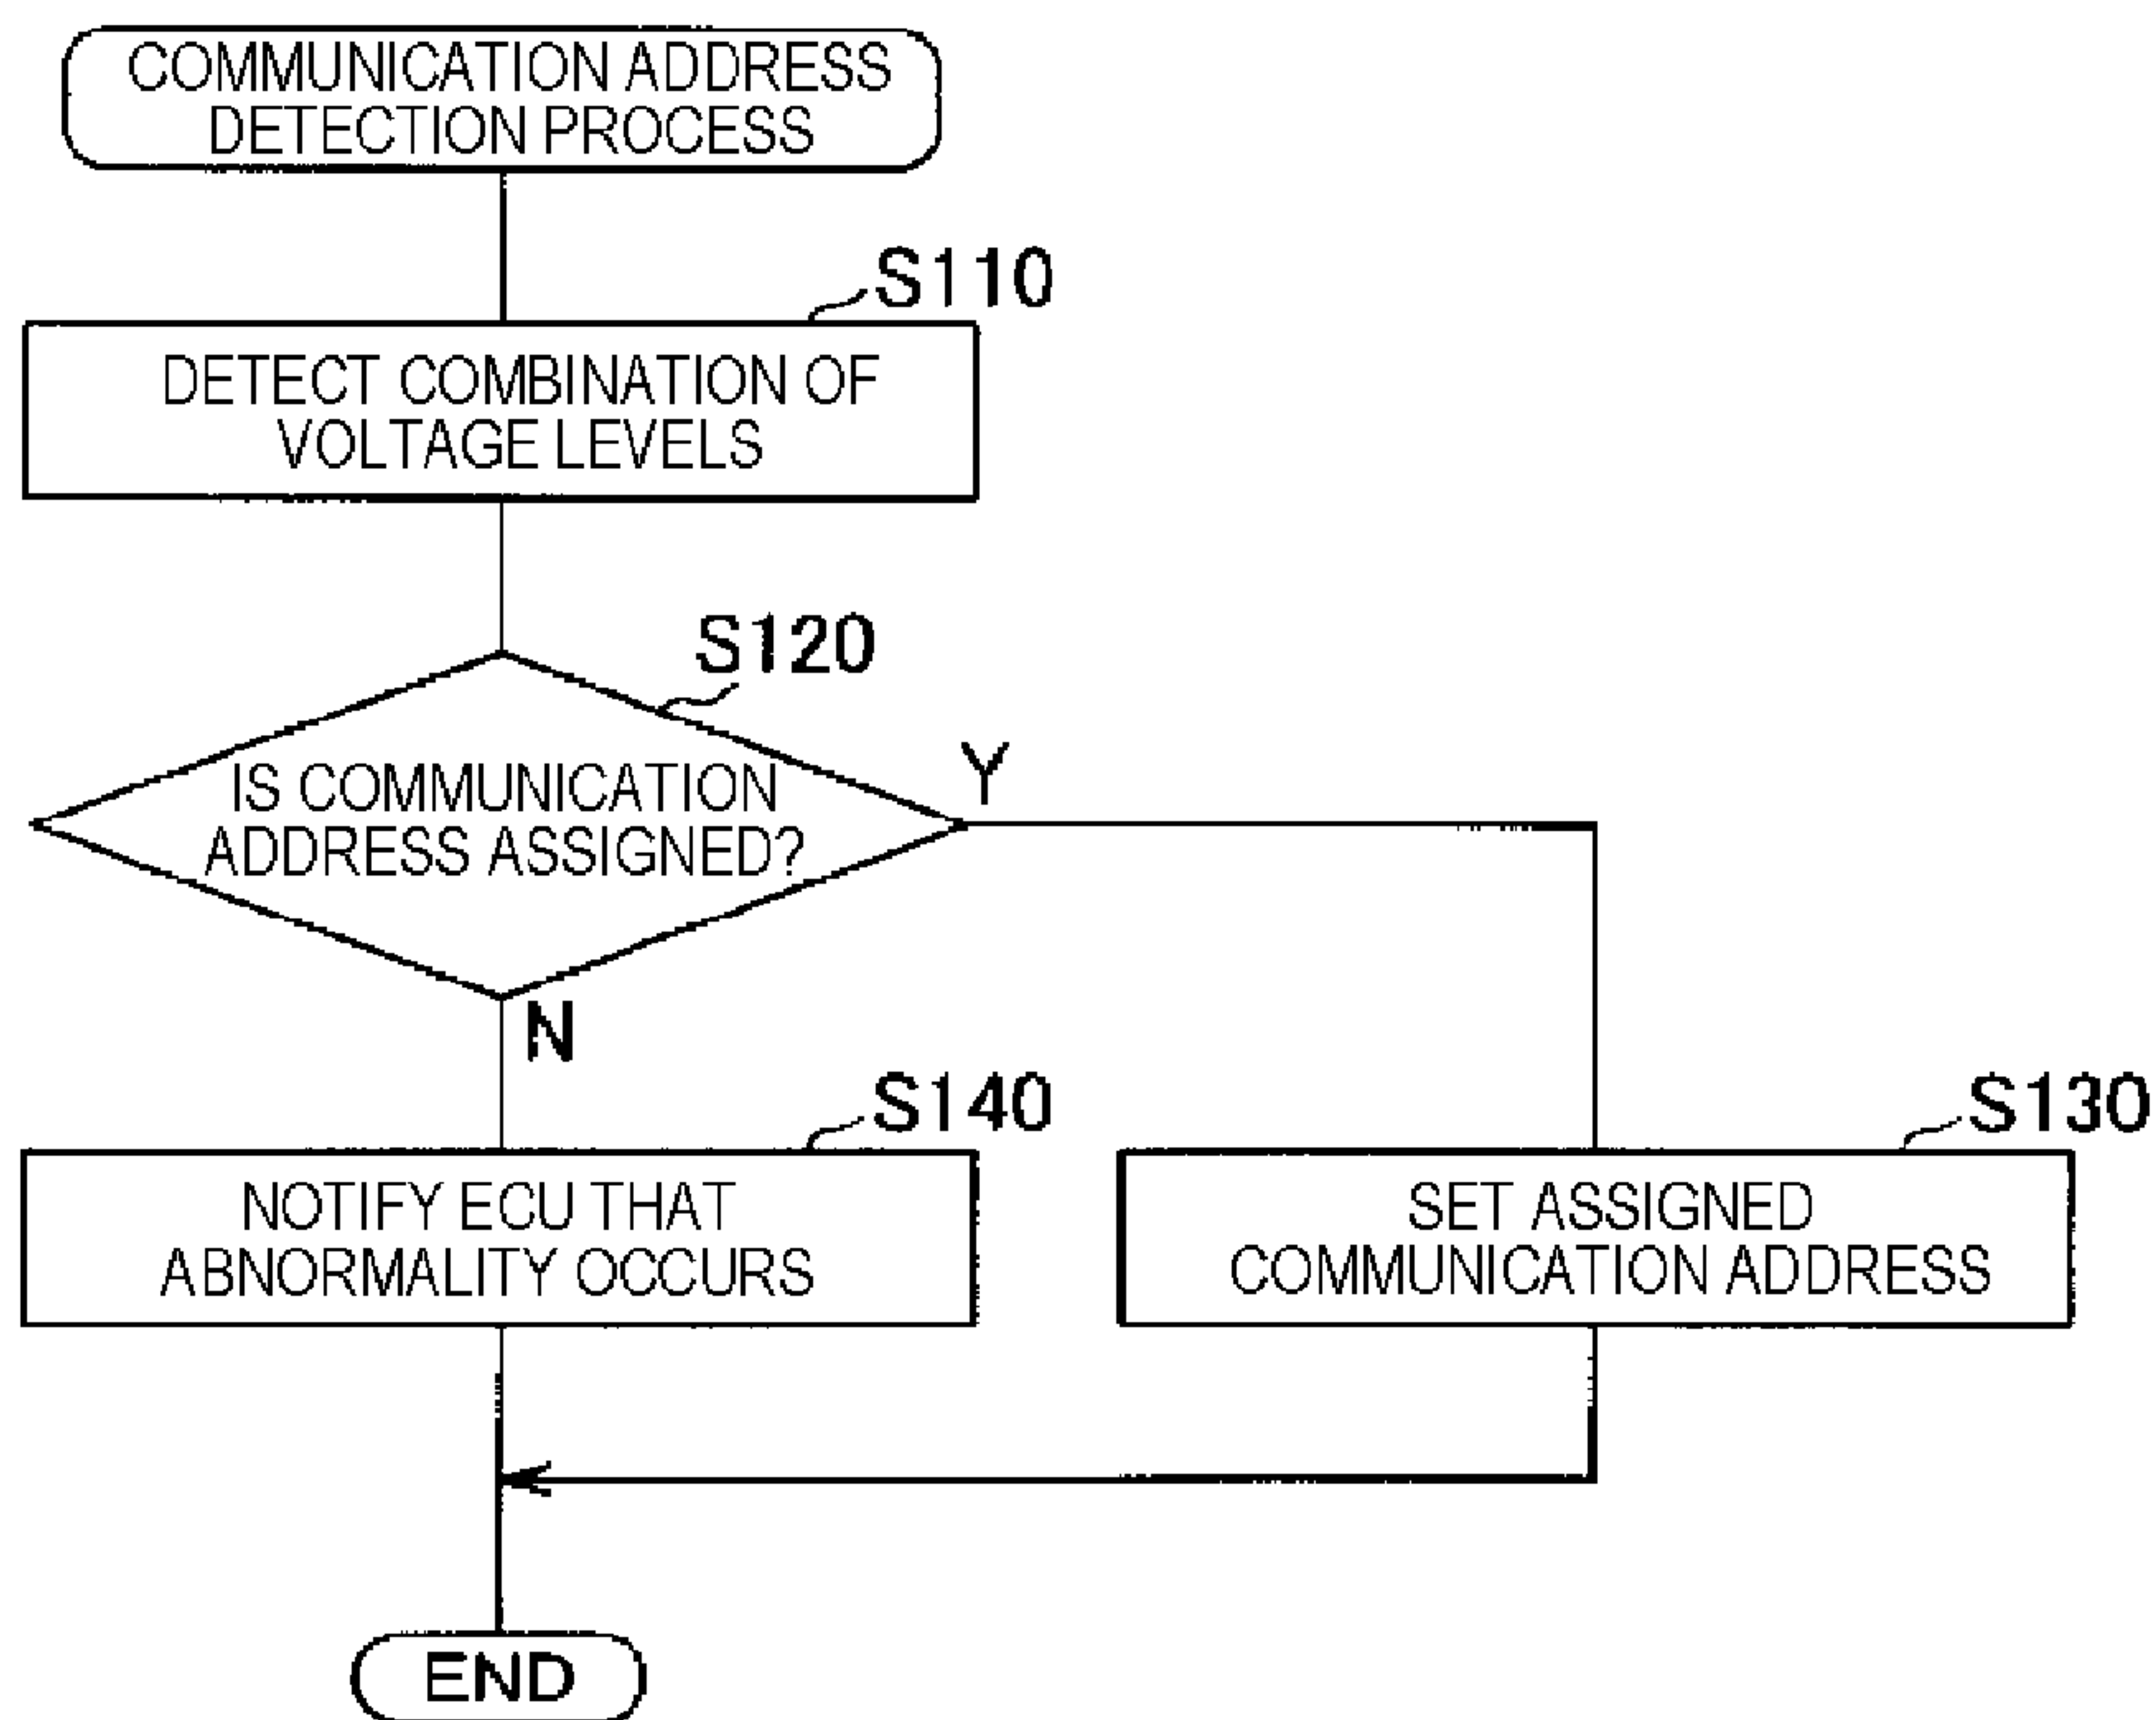 COMMUNICATION ADDRESS
DETECTION PROCESS
S110
DETECT COMBINATION OF
VOLTAGE LEVELS
S120
IS COMMUNICATION
ADDRESS ASSIGNED?
Y
N
S140
NOTIFY ECU THAT
ABNORMALITY OCCURS
S130
SET ASSIGNED
COMMUNICATION ADDRESS
END